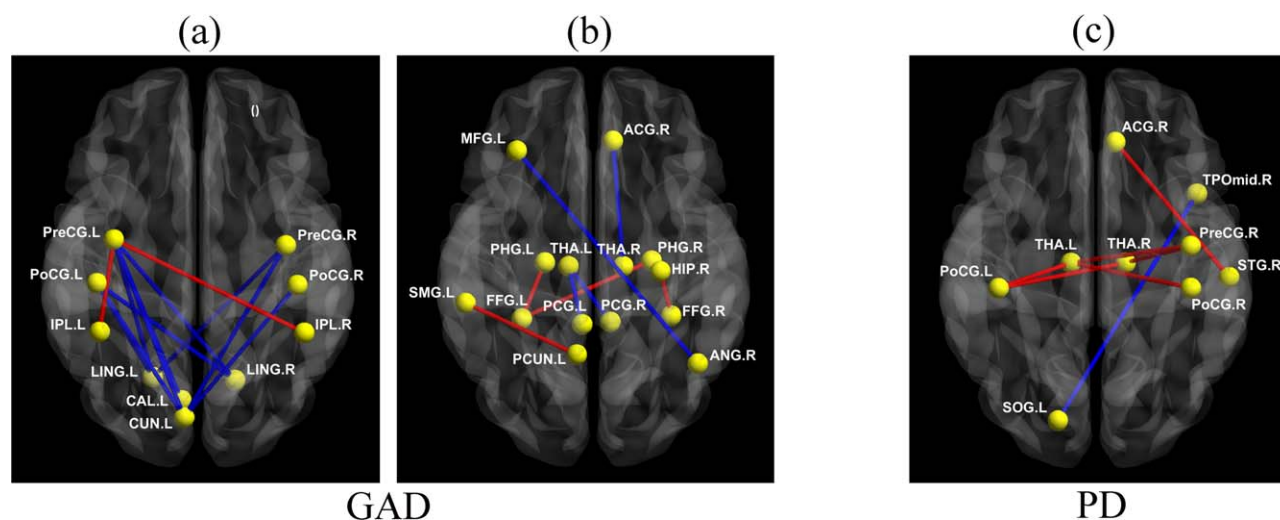 (a) (b) (c)
()
ACG.R
MFG.L
ACG.R
TPOmid.R
PreCG.L
PreCG.R
PHG.L THA.L THA.R PHG.R
HIP.R
PreCG.R
THA.L THA.R
PoCG.L
PoCG.R
SMG.L
FFG.L PCG.L PCG.R FFG.R
PoCG.L
STG.R
PoCG.R
IPL.L
IPL.R
PCUN.L
ANG.R
LING.L
LING.R
CAL.L
CUN.L
SOG.L
GAD PD